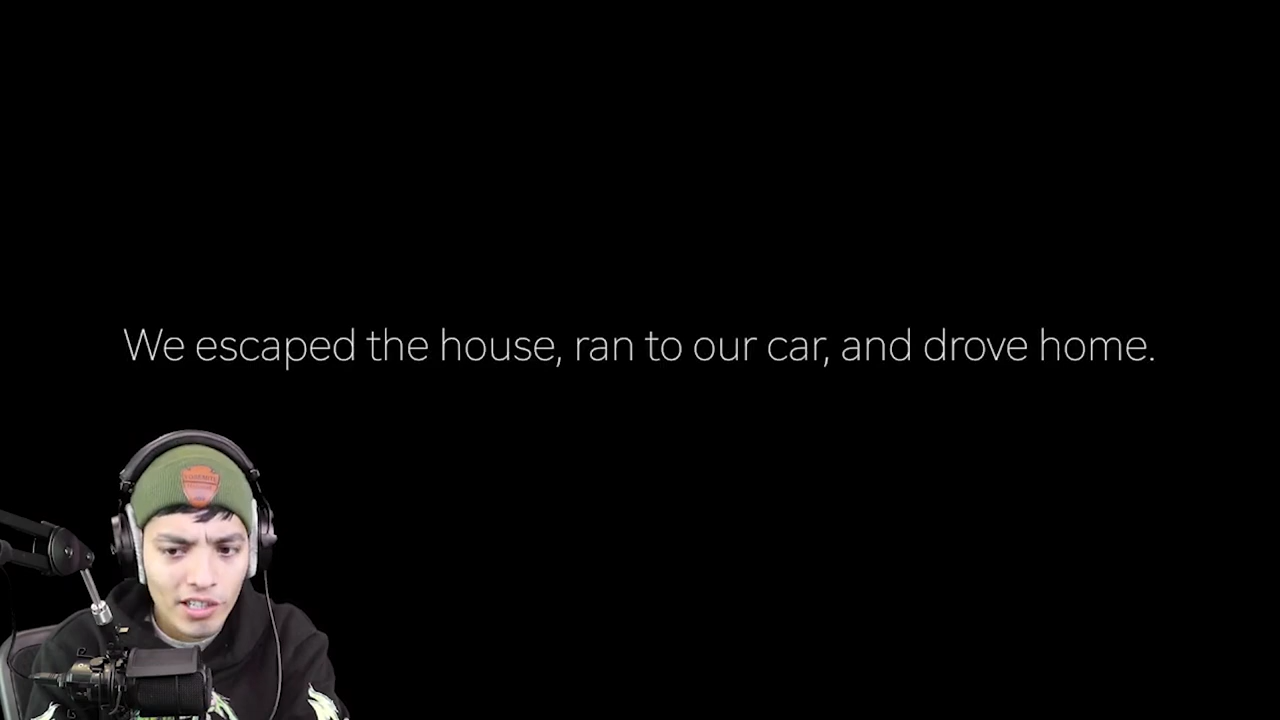 We escaped the house, ran to our car, and drove home.